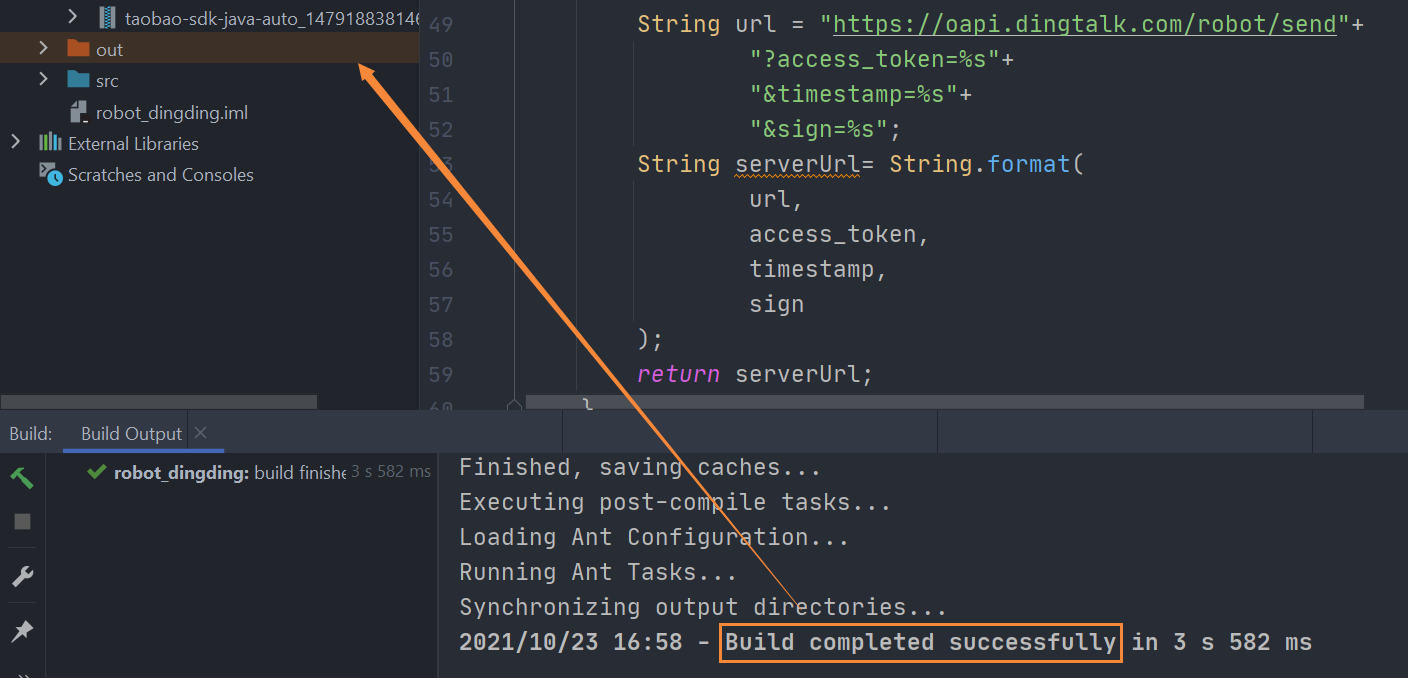 taobao-sdk-java-auto_147918838146
out
src
robot_dingding.iml
External Libraries
Scratches and Consoles
49 String url = "https://oapi.dingtalk.com/robot/send"+
50 "?access_token=%s"+
51 "&timestamp=%s"+
52 "&sign=%s";
53 String serverUrl= String.format(
54 url,
55 access_token,
56 timestamp,
57 sign
58 );
59 return serverUrl;
60 }
Build: Build Output
robot_dingding: build finishe 3 s 582 ms
Finished, saving caches...
Executing post-compile tasks...
Loading Ant Configuration...
Running Ant Tasks...
Synchronizing output directories...
2021/10/23 16:58 - Build completed successfully in 3 s 582 ms